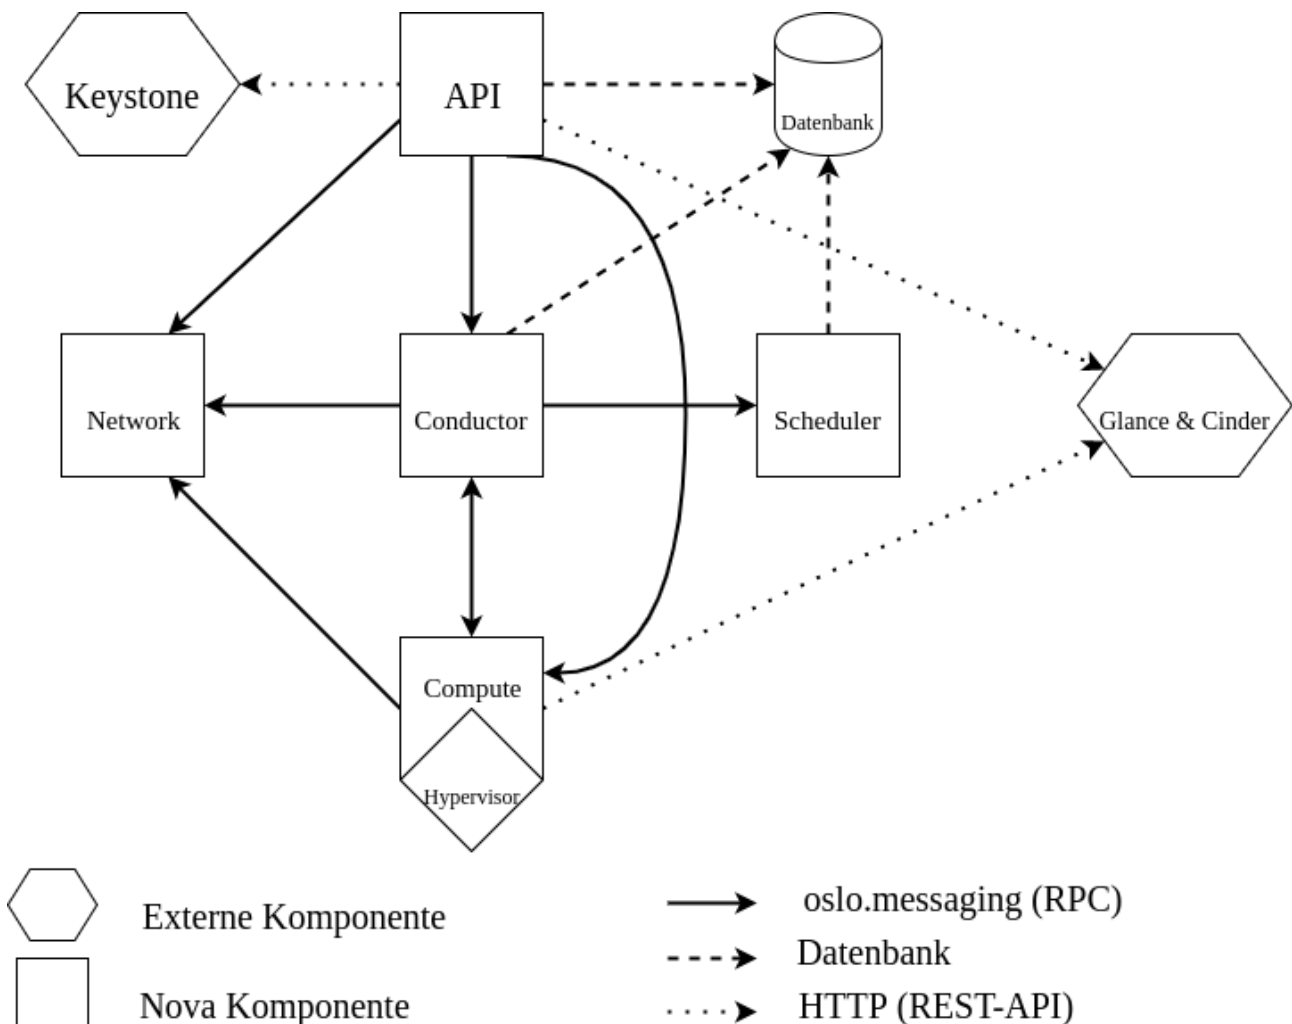 Keystone
API
Datenbank
Network
Conductor
Scheduler
Glance & Cinder
Compute
Hypervisor
Externe Komponente
Nova Komponente
oslo.messaging (RPC)
Datenbank
HTTP (REST-API)